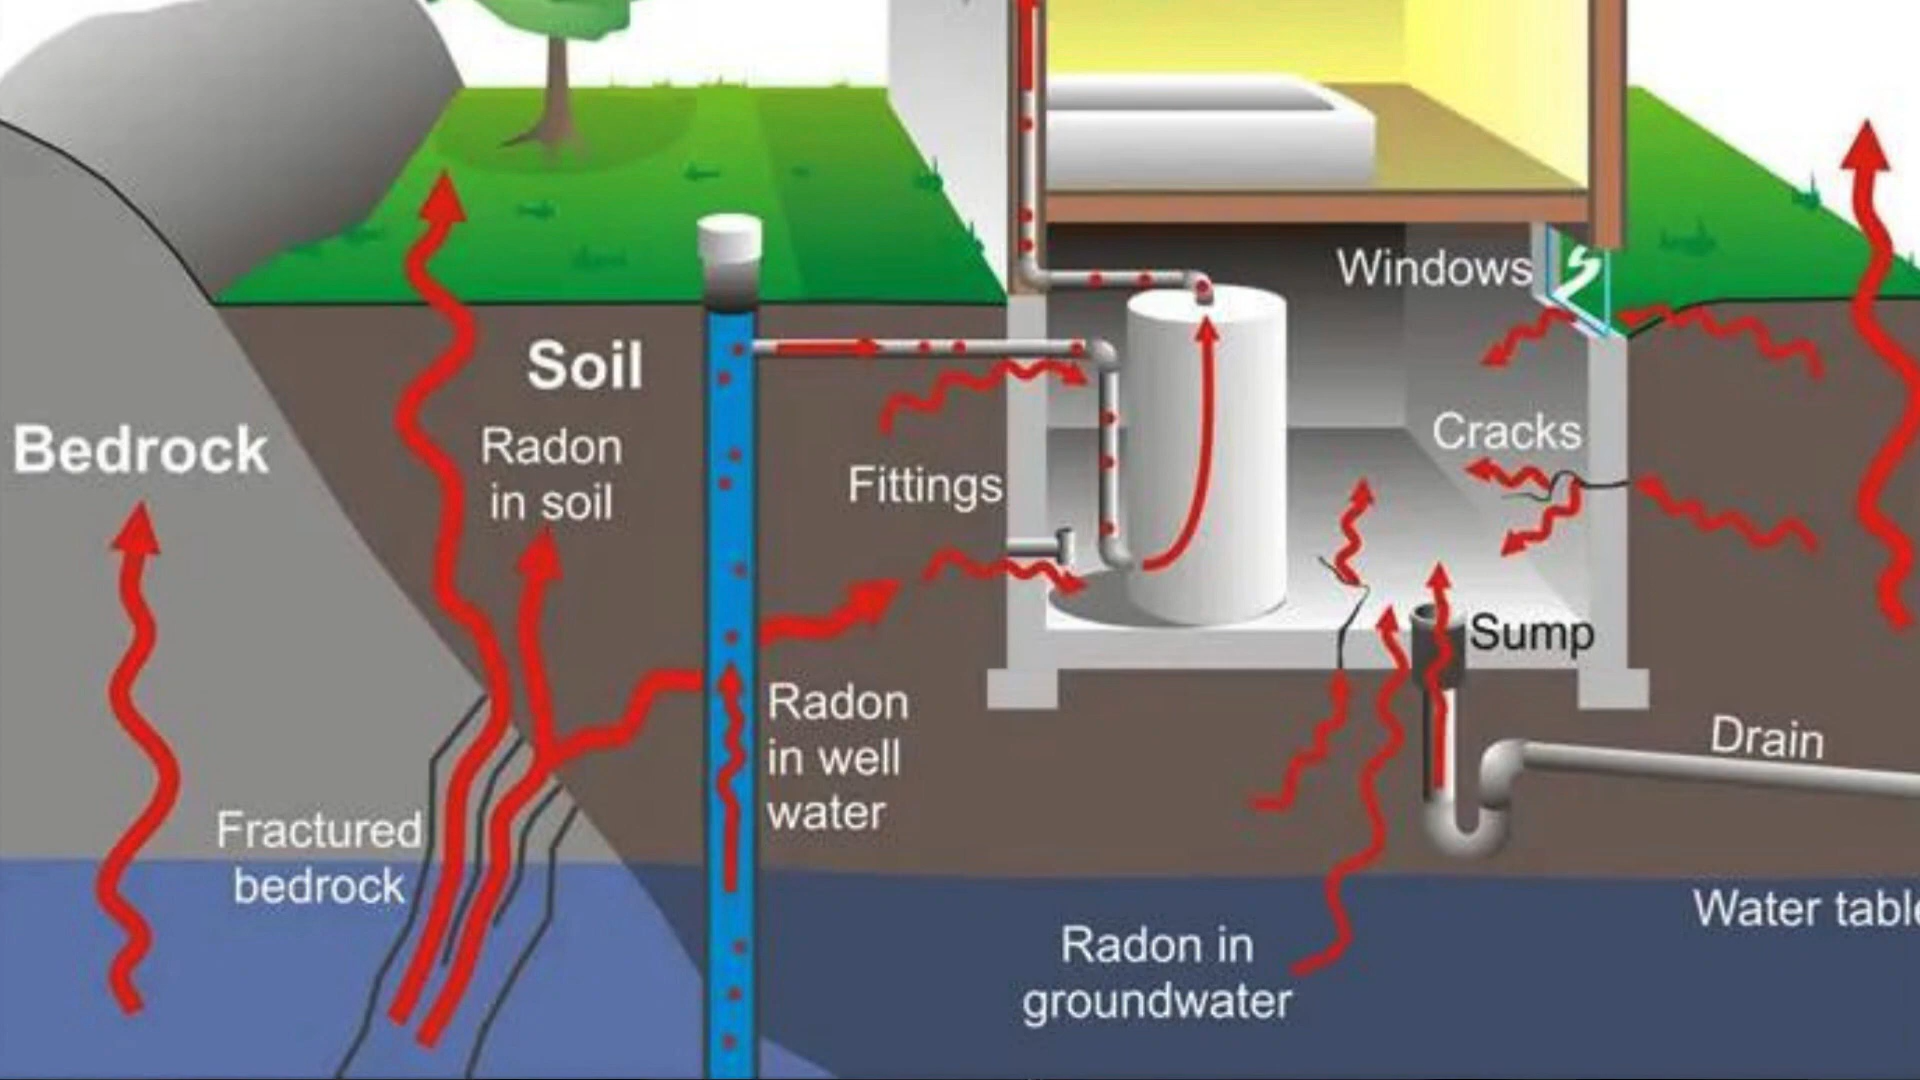 Windows
Soil
Bedrock
Radon
in soil
Cracks
Fittings
Sump
Radon
in well
water
Drain
Fractured
bedrock
Water table
Radon in
groundwater